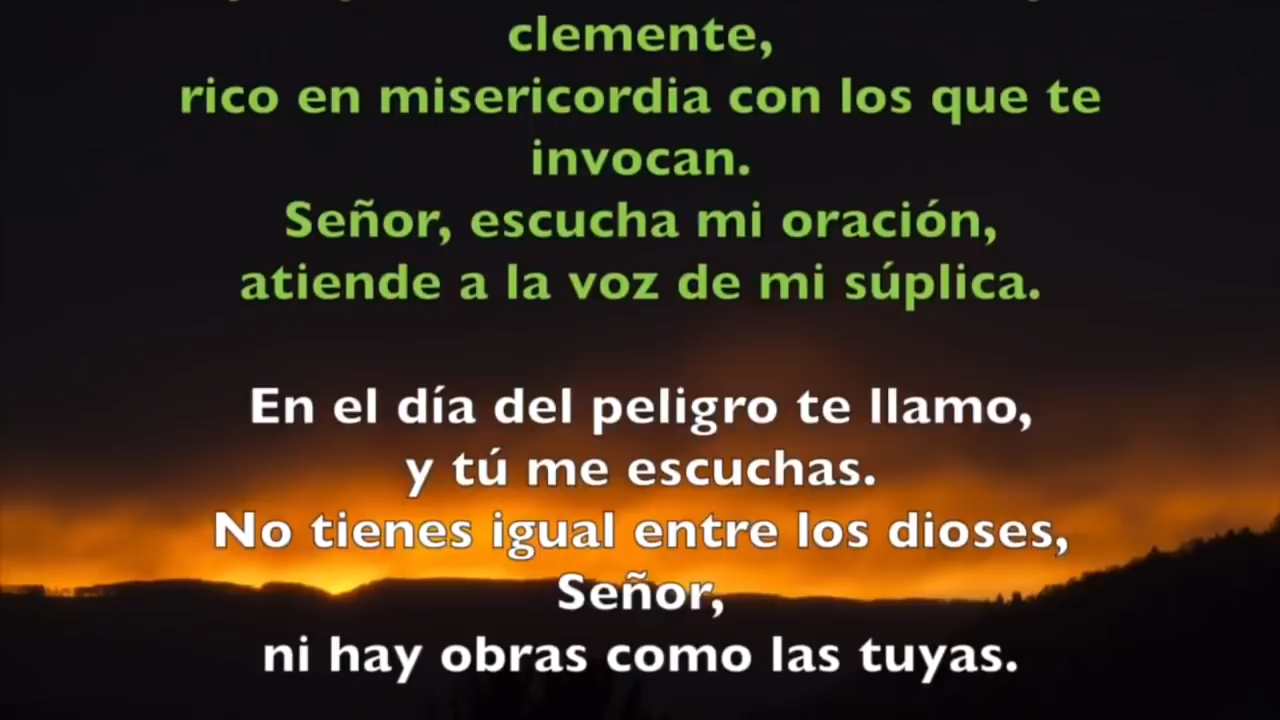 clemente,
rico en misericordia con los que te
invocan.
Señor, escucha mi oración,
atiende a la voz de mi súplica.
En el día del peligro te llamo,
y tú me escuchas.
No tienes igual entre los dioses,
Señor,
ni hay obras como las tuyas.